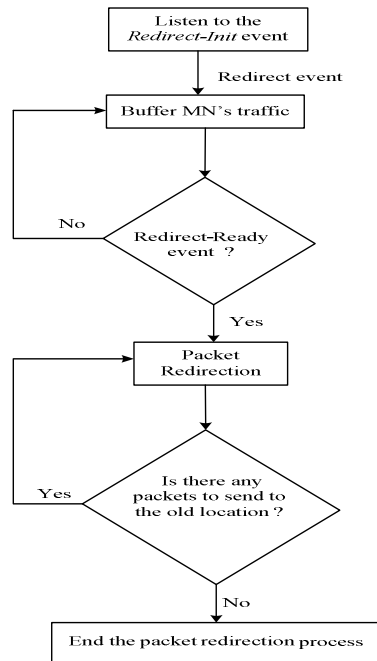 Listen to the
Redirect-Init event
Redirect event
Buffer MN's traffic
No
Redirect-Ready
event ?
Yes
Packet
Redirection
Is there any
packets to send to
the old location ?
Yes
No
End the packet redirection process